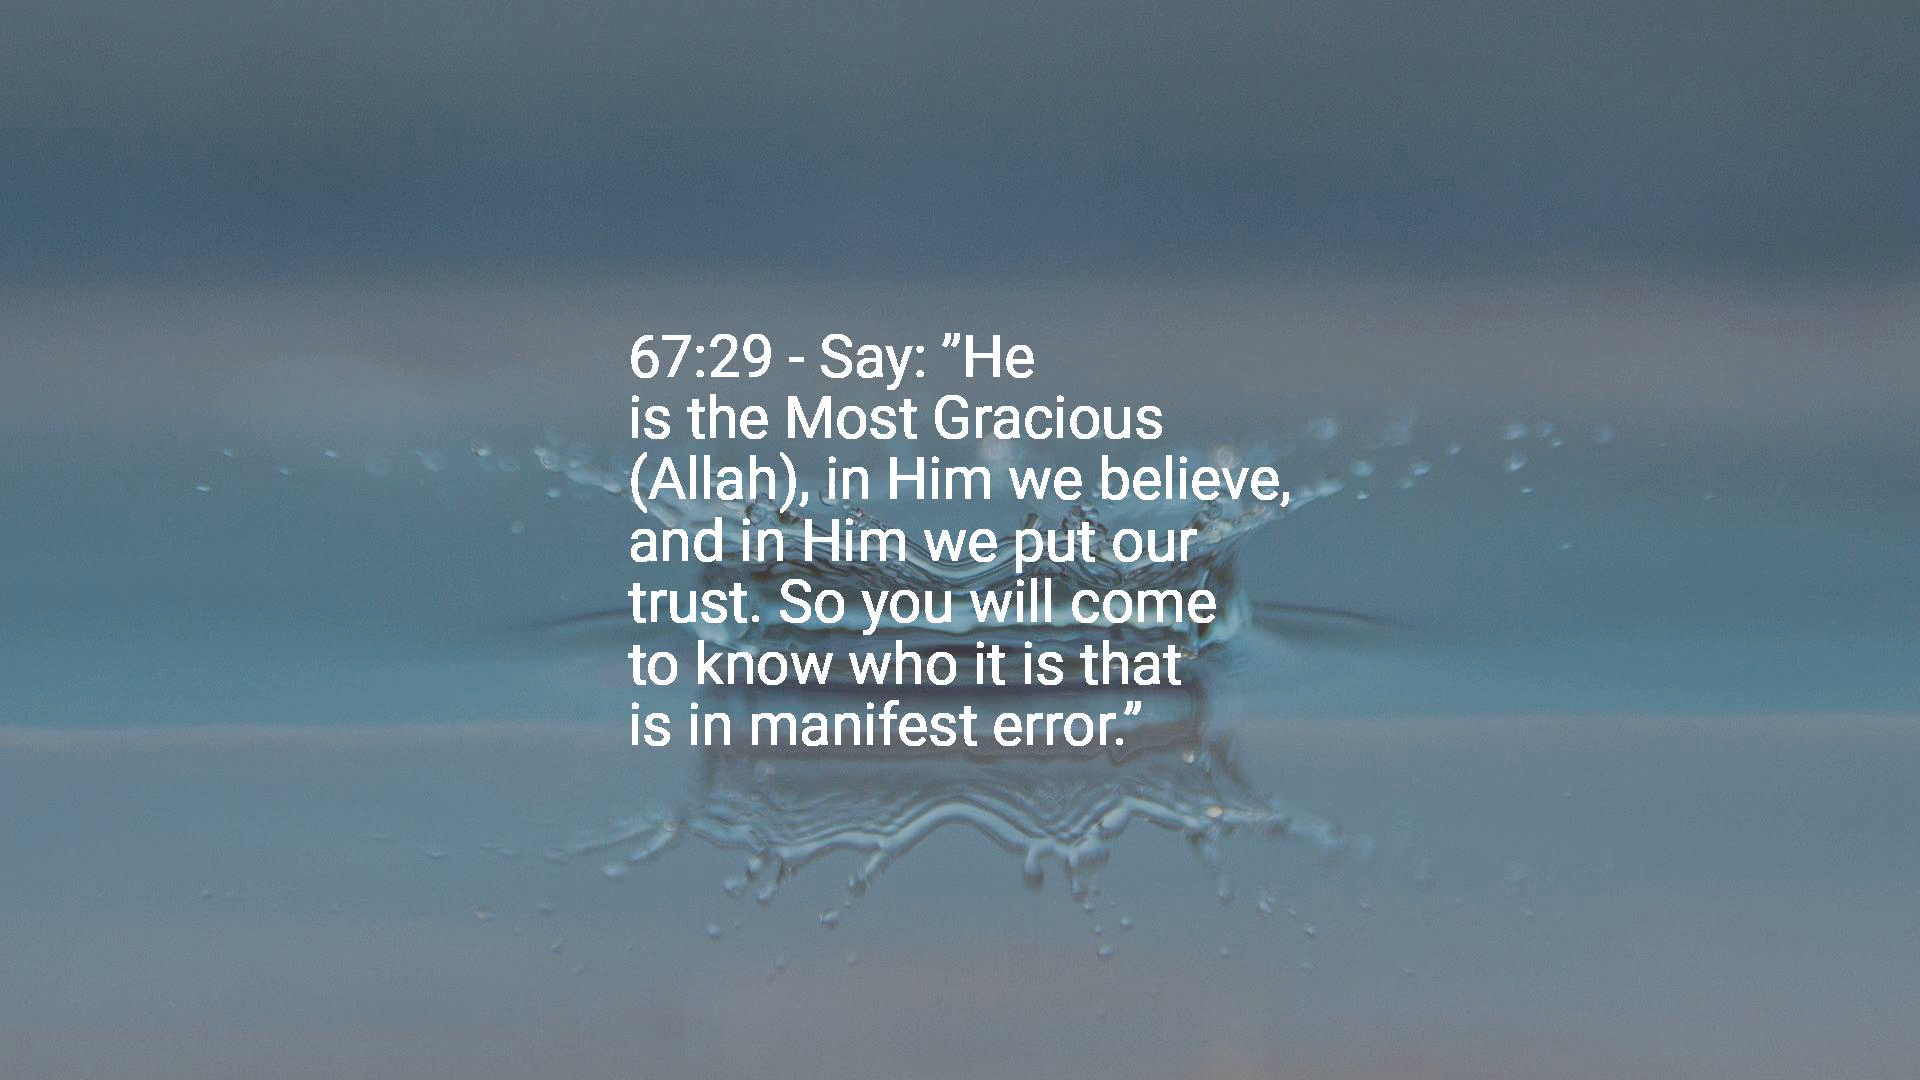 67:29 - Say: ”He
is the Most Gracious
(Allah), in Him we believe,
and in Him we put our
trust. So you will come
to know who it is that
is in manifest error.”